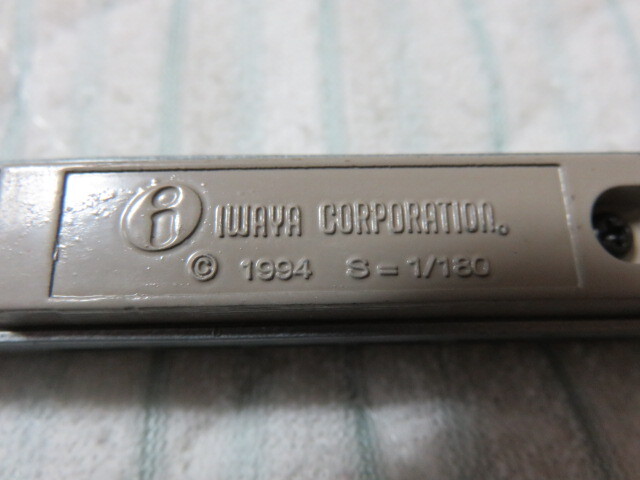 i IWAYA CORPORATION.
© 1994 S = 1/180